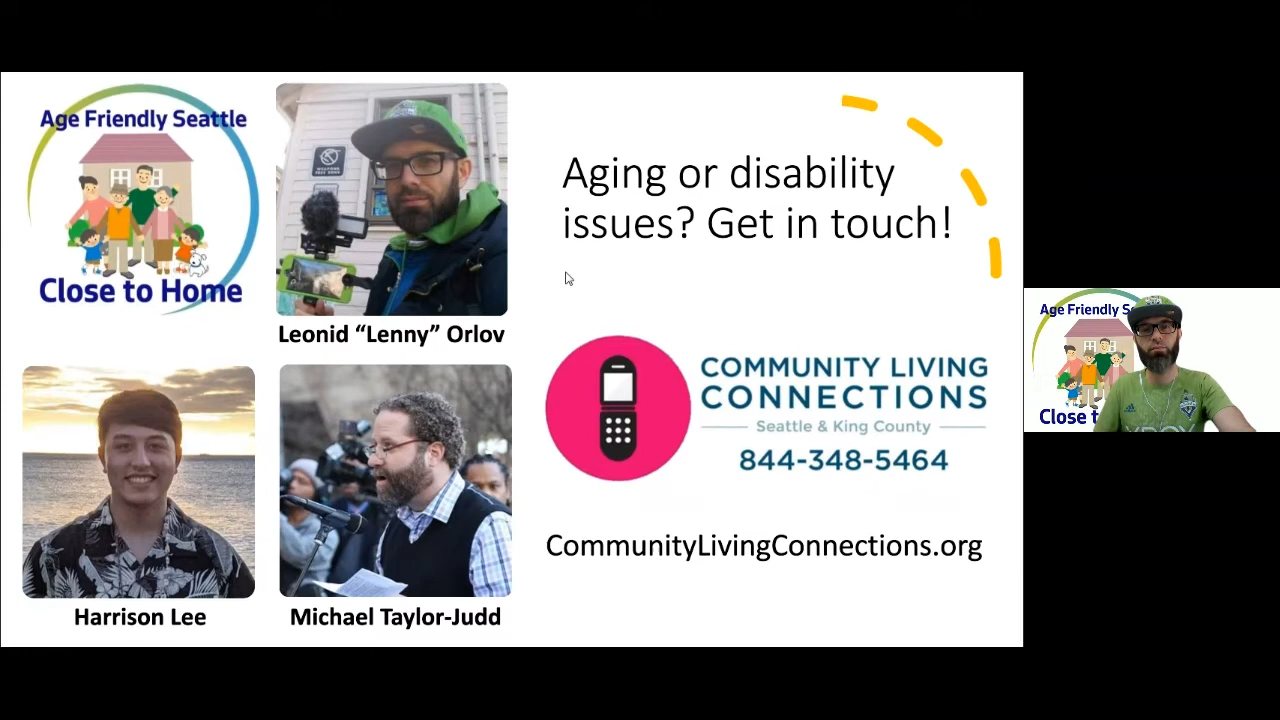 Age Friendly Seattle
Close to Home
Leonid “Lenny” Orlov
Harrison Lee
Michael Taylor-Judd
Aging or disability
issues? Get in touch!
COMMUNITY LIVING
CONNECTIONS
Seattle & King County
844-348-5464
CommunityLivingConnections.org
Age Friendly
Close